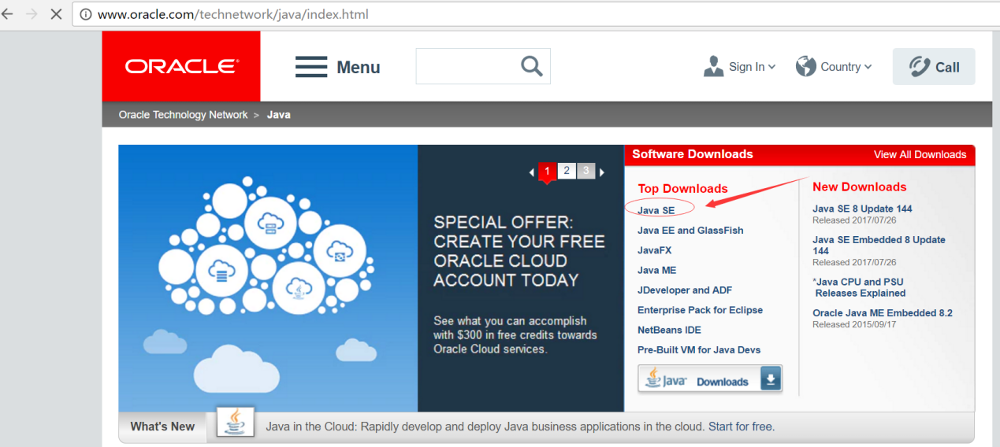 www.oracle.com/technetwork/java/index.html
ORACLE
Menu
Sign In
Country
Call
Oracle Technology Network > Java
1 2 3
SPECIAL OFFER:
CREATE YOUR FREE
ORACLE CLOUD
ACCOUNT TODAY
See what you can accomplish
with $300 in free credits towards
Oracle Cloud services.
Software Downloads
View All Downloads
Top Downloads
Java SE
Java EE and GlassFish
JavaFX
Java ME
JDeveloper and ADF
Enterprise Pack for Eclipse
NetBeans IDE
Pre-Built VM for Java Devs
Java Downloads
New Downloads
Java SE 8 Update 144
Released 2017/07/26
Java SE Embedded 8 Update
144
Released 2017/07/26
*Java CPU and PSU
Releases Explained
Oracle Java ME Embedded 8.2
Released 2015/09/17
What's New
Java in the Cloud: Rapidly develop and deploy Java business applications in the cloud. Start for free.